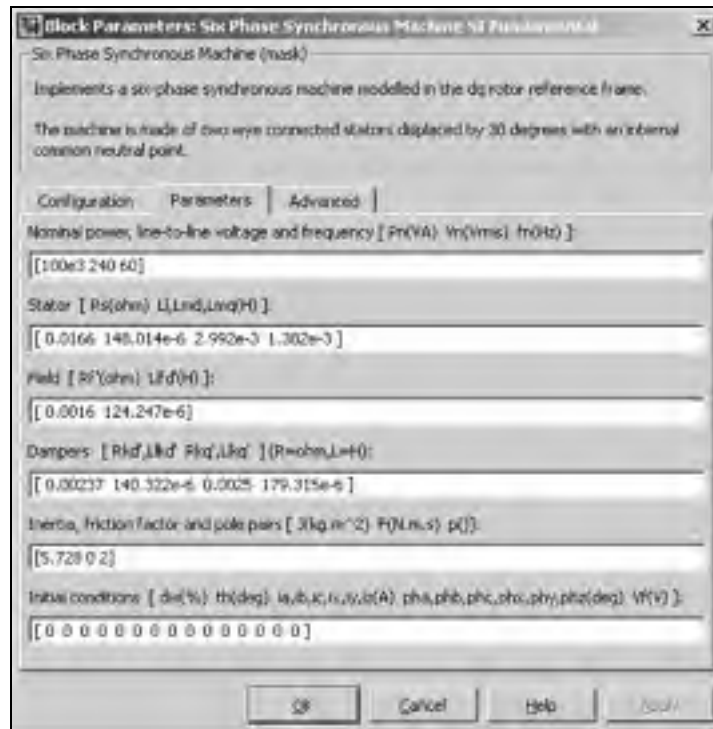 Block Parameters: Six Phase Synchronous Machine SI Fundamental
Six Phase Synchronous Machine (mask)
Implements a six-phase synchronous machine modelled in the dq rotor reference frame.
The machine is made of two wye connected stators displaced by 30 degrees with an internal
common neutral point.
Configuration Parameters Advanced
Nominal power, line-to-line voltage and frequency [ Pn(VA) Vn(Vrms) fn(Hz) ]:
[100e3 240 60]
Stator [ Rs(ohm) Ll,Lmd,Lmq(H) ]:
[ 0.0166 148.014e-6 2.992e-3 1.382e-3 ]
Field [ Rf'(ohm) Llfd'(H) ]:
[ 0.0016 124.247e-6]
Dampers [ Rkd',Llkd' Rkq',Llkq' ] (R=ohm,L=H):
[ 0.00237 140.322e-6 0.0025 179.315e-6 ]
Inertia, friction factor and pole pairs [ J(kg.m^2) F(N.m.s) p()]:
[5.728 0 2]
Initial conditions [ dw(%) th(deg) ia,ib,ic,ix,iy,iz(A) pha,phb,phc,phx,phy,phz(deg) Vf(V) ]:
[0 0 0 0 0 0 0 0 0 0 0 0 0 0 0 ]
OK Cancel Help Apply